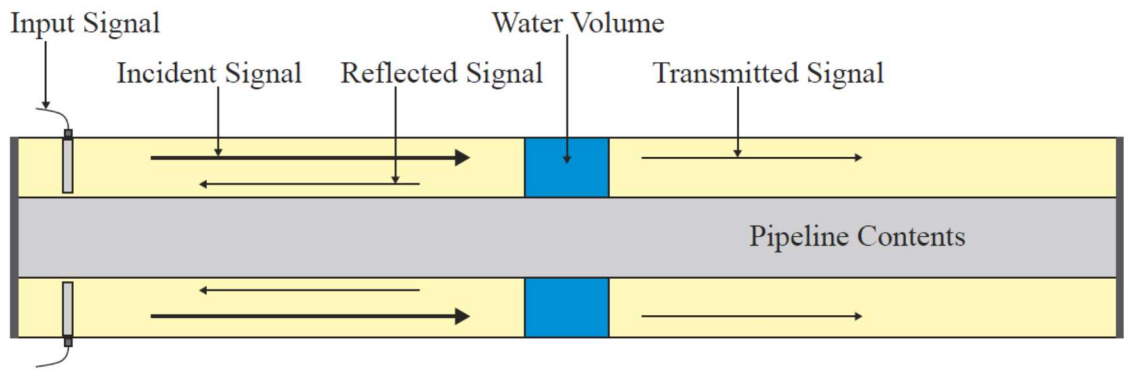 Input Signal
Water Volume
Incident Signal
Reflected Signal
Transmitted Signal
Pipeline Contents